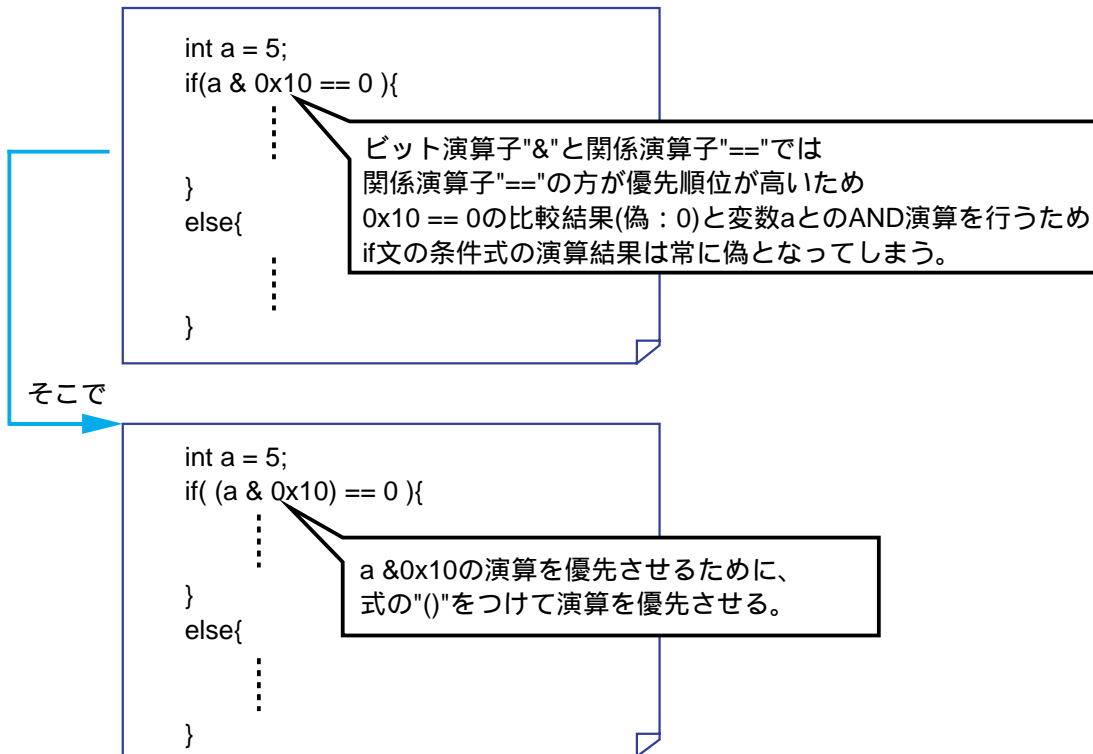 int a = 5;
if(a & 0x10 == 0 ){
ビット演算子"&"と関係演算子"=="では
関係演算子"=="の方が優先順位が高いため
0x10 == 0の比較結果(偽：0)と変数aとのAND演算を行うため
if文の条件式の演算結果は常に偽となってしまう。
}
else{
}
そこで
int a = 5;
if( (a & 0x10) == 0 ){
a &0x10の演算を優先させるために、
式の"()"をつけて演算を優先させる。
}
else{
}